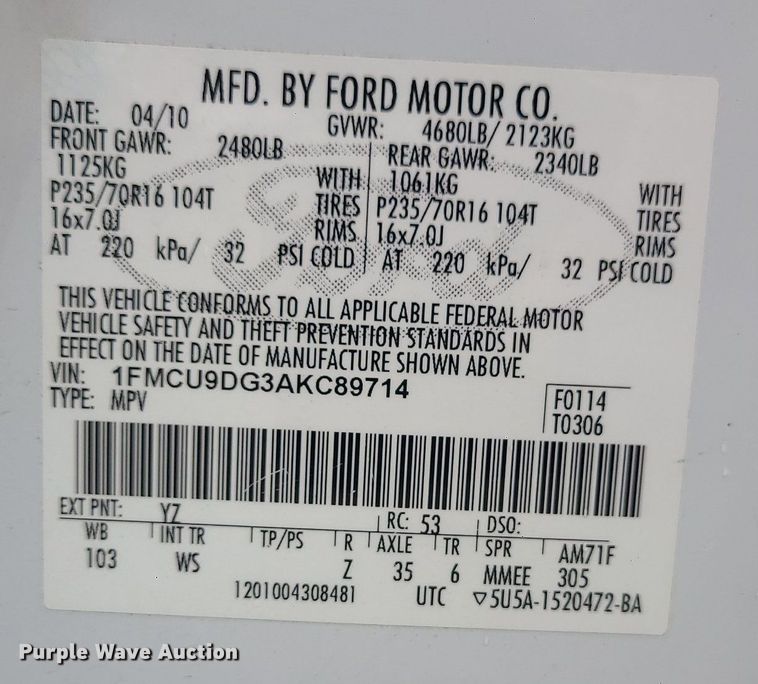 MFD. BY FORD MOTOR CO.
DATE: 04/10 GVWR: 4680LB/ 2123KG
FRONT GAWR: 2480LB REAR GAWR: 2340LB
1125KG WITH 1061KG WITH
P235/70R16 104T TIRES P235/70R16 104T TIRES
16x7.0J RIMS 16x7.0J RIMS
AT 220 kPa/ 32 PSI COLD AT 220 kPa/ 32 PSI COLD
Ford
THIS VEHICLE CONFORMS TO ALL APPLICABLE FEDERAL MOTOR
VEHICLE SAFETY AND THEFT PREVENTION STANDARDS IN
EFFECT ON THE DATE OF MANUFACTURE SHOWN ABOVE.
VIN: 1FMCU9DG3AKC89714
TYPE: MPV
F0114
T0306
EXT PNT: YZ RC: 53 DSO:
WB INT TR TP/PS R AXLE TR SPR AM71F
103 WS Z 35 6 MMEE 305
1201004308481 UTC ▽5U5A-1520472-BA
Purple Wave Auction